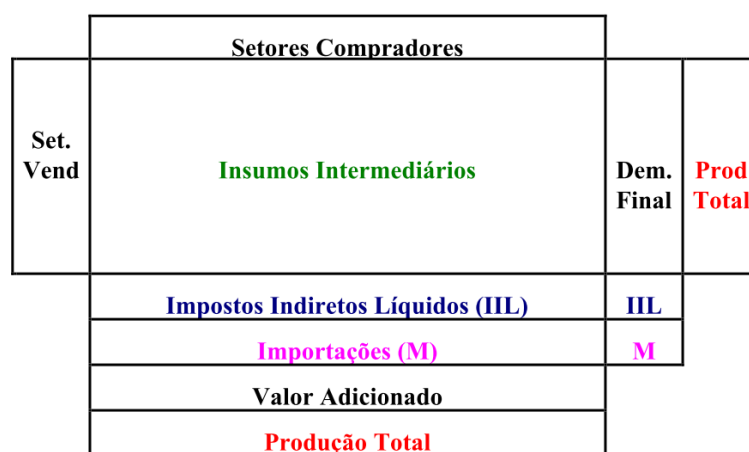 Setores Compradores
Set.
Vend
Insumos Intermediários
Dem.
Final
Prod
Total
Impostos Indiretos Líquidos (IIL)
IIL
Importações (M)
M
Valor Adicionado
Produção Total